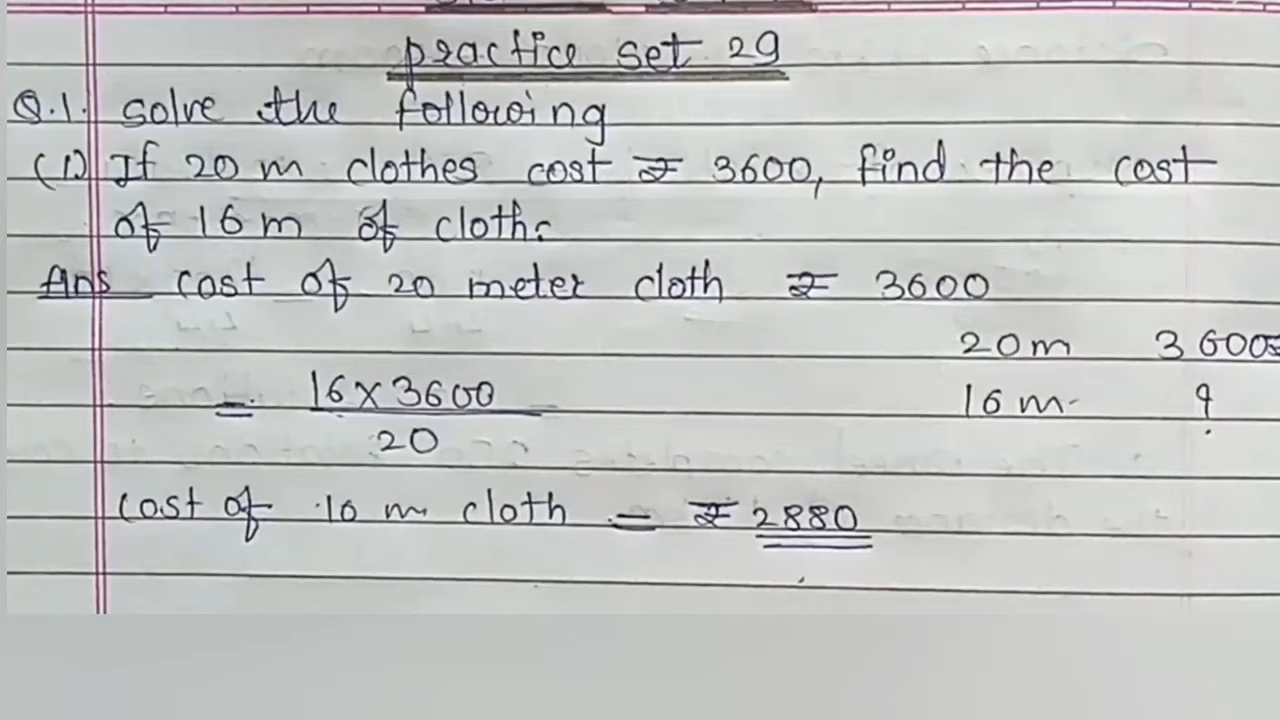 practice set 29
Q.1. solve the following
(1) If 20 m clothes cost ₹ 3600, find the cost
of 16 m of cloth.
Ans cost of 20 meter cloth ₹ 3600
20 m 3600₹
16 m ?
= 16 × 3600
20
cost of 10 m cloth = ₹ 2880